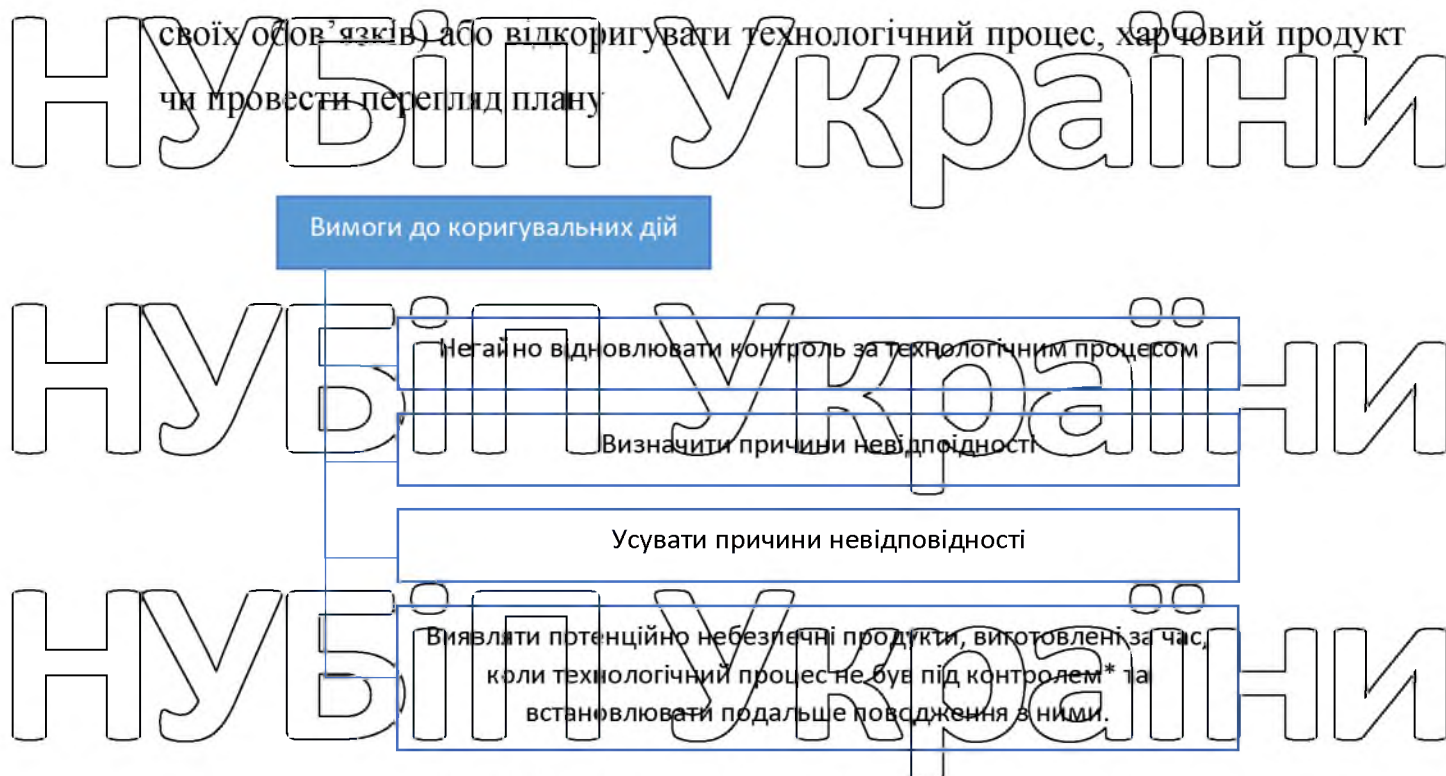 своїх обов’язків) або відкоригувати технологічний процес, харчовий продукт
НУБіП України
чи провести перегляд плану
Вимоги до коригувальних дій
НУБіП України
Негайно відновлювати контроль за технологічним процесом
Визначити причини невідпоідності
Усувати причини невідповідності
НУБіП України
Виявляти потенційно небезпечні продукти, виготовлені за час,
коли технологічний процес не був під контролем* та
встановлювати подальше поводження з ними.